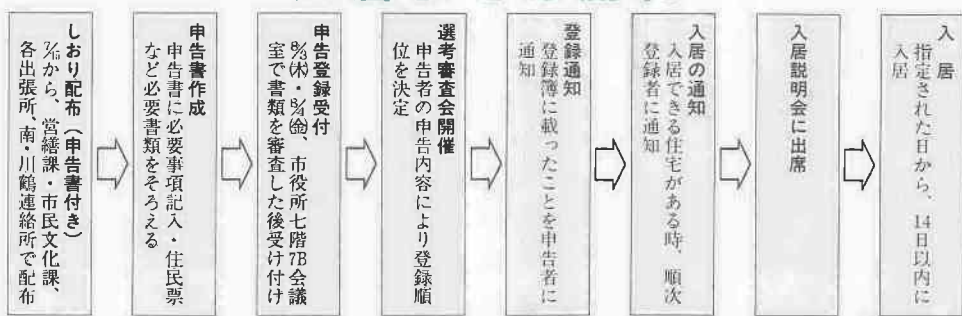 しおり配布（申告書付き）
7/10から、営繕課・市民文化課、
各出張所、南・川鶴連絡所で配布
申告書作成
申告書に必要事項記入・住民票
など必要書類をそろえる
申告登録受付
8/3㈭・8/4㈮、市役所七階7B会議
室で書類を審査した後受け付け
選考審査会開催
申告者の申告内容により登録順
位を決定
登録通知
登録簿に載ったことを申告者に
通知
入居の通知
入居できる住宅がある時、順次
登録者に通知
入居説明会に出席
入居
指定された日から、14日以内に
入居